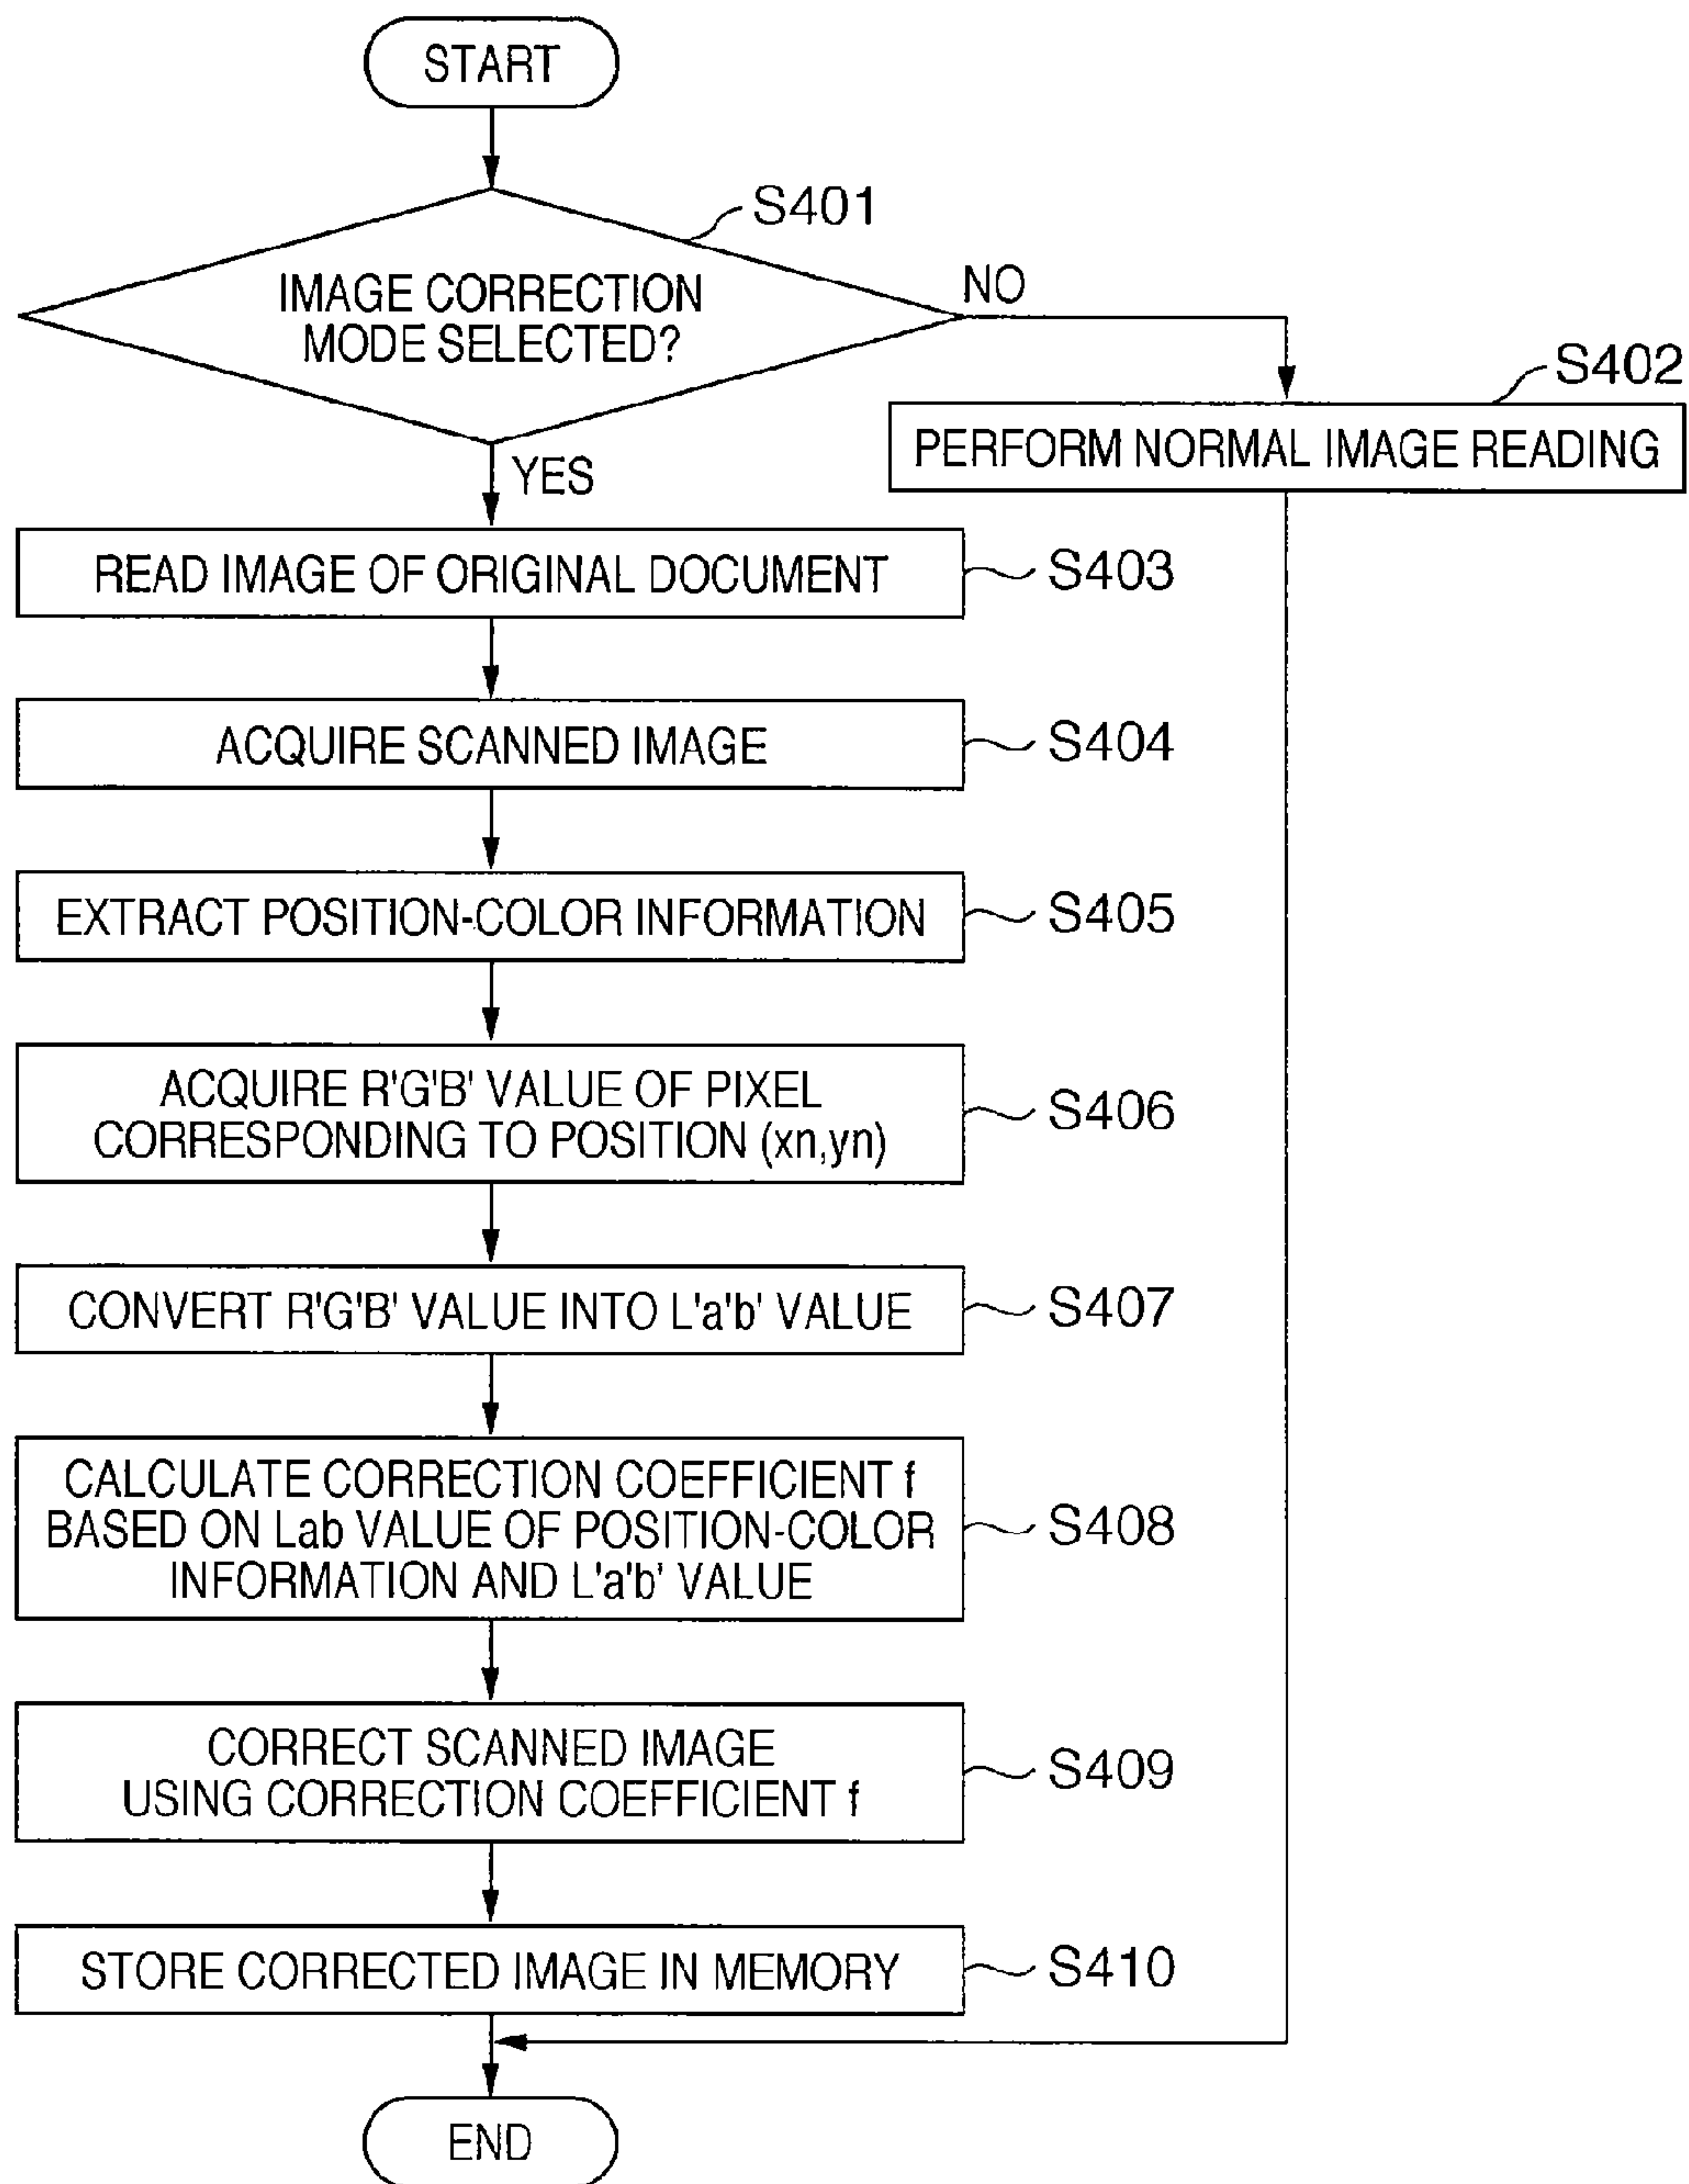 START
S401
IMAGE CORRECTION
MODE SELECTED?
NO
S402
PERFORM NORMAL IMAGE READING
YES
READ IMAGE OF ORIGINAL DOCUMENT
S403
ACQUIRE SCANNED IMAGE
S404
EXTRACT POSITION-COLOR INFORMATION
S405
ACQUIRE R'G'B' VALUE OF PIXEL
CORRESPONDING TO POSITION (xn,yn)
S406
CONVERT R'G'B' VALUE INTO L'a'b' VALUE
S407
CALCULATE CORRECTION COEFFICIENT f
BASED ON Lab VALUE OF POSITION-COLOR
INFORMATION AND L'a'b' VALUE
S408
CORRECT SCANNED IMAGE
USING CORRECTION COEFFICIENT f
S409
STORE CORRECTED IMAGE IN MEMORY
S410
END